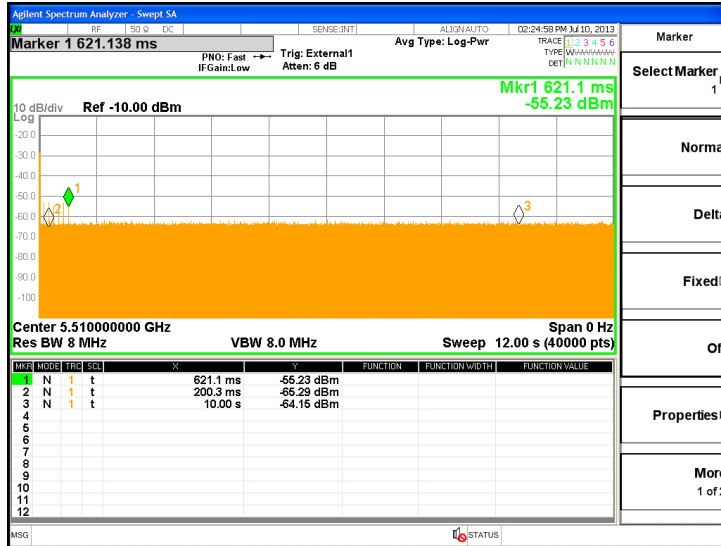 Agilent Spectrum Analyzer - Swept SA
LXI RF 50 Ω DC SENSE:INT ALIGN AUTO 02:24:58 PM Jul 10, 2013
Marker 1 621.138 ms
PNO: Fast
IFGain:Low
Trig: External1
Atten: 6 dB
Avg Type: Log-Pwr
TRACE 1 2 3 4 5 6
TYPE
DET N N N N N N
Mkr1 621.1 ms
-55.23 dBm
10 dB/div Ref -10.00 dBm
Log
-20.0
-30.0
-40.0
-50.0
-60.0
-70.0
-80.0
-90.0
-100
1
2
3
Center 5.510000000 GHz Span 0 Hz
Res BW 8 MHz VBW 8.0 MHz Sweep 12.00 s (40000 pts)
MKR MODE TRC SCL X Y FUNCTION FUNCTION WIDTH FUNCTION VALUE
1 N 1 t 621.1 ms -55.23 dBm
2 N 1 t 200.3 ms -65.29 dBm
3 N 1 t 10.00 s -64.15 dBm
4
5
6
7
8
9
10
11
12
MSG STATUS
Marker
Select Marker
1
Norma
Delta
Fixed
Of
Properties
More
1 of 2